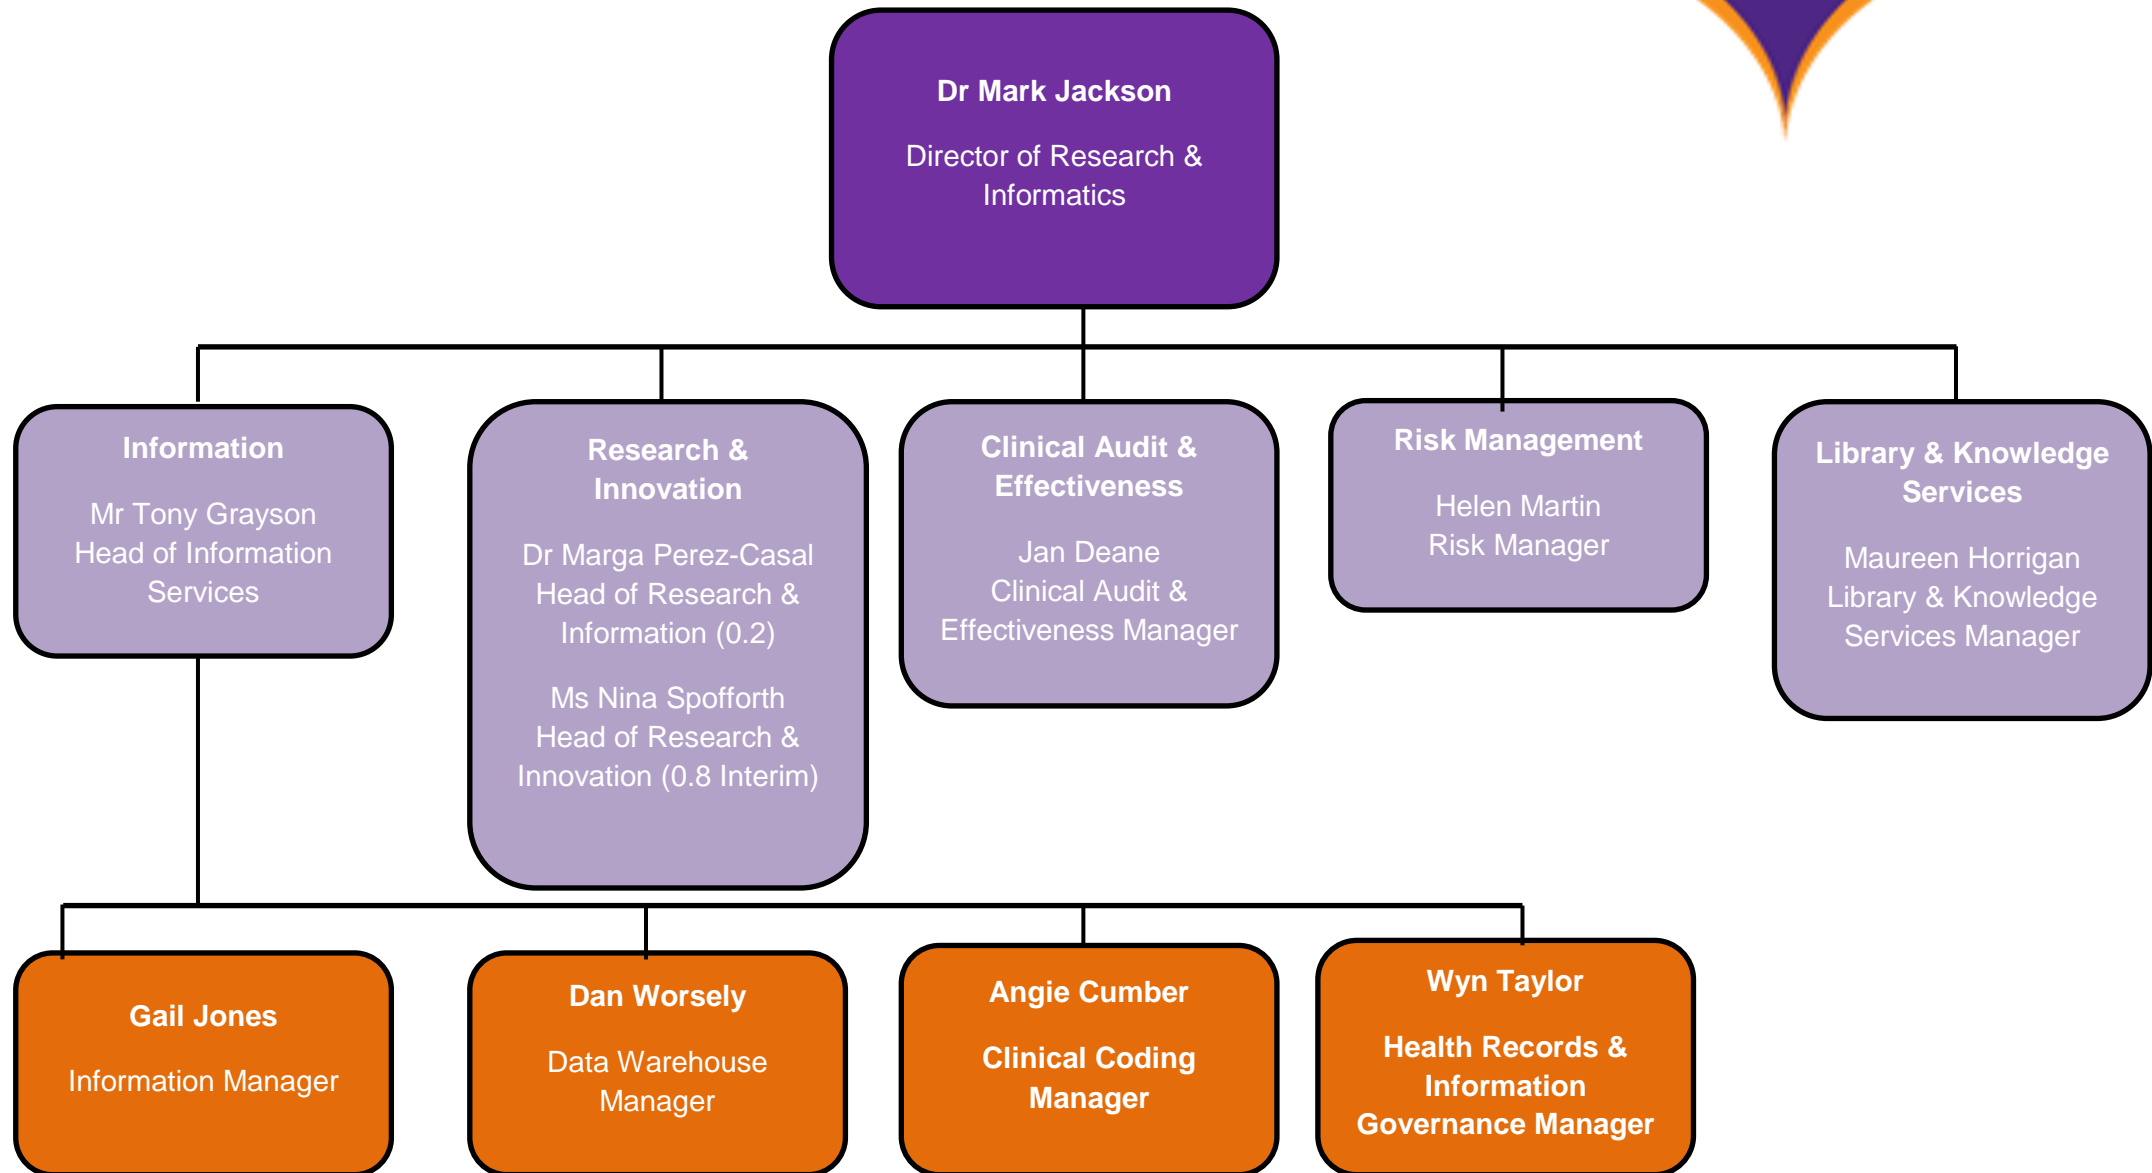 Dr Mark Jackson
Director of Research &
Informatics
Information
Mr Tony Grayson
Head of Information
Services
Research &
Innovation
Dr Marga Perez-Casal
Head of Research &
Information (0.2)
Ms Nina Spofforth
Head of Research &
Innovation (0.8 Interim)
Clinical Audit &
Effectiveness
Jan Deane
Clinical Audit &
Effectiveness Manager
Risk Management
Helen Martin
Risk Manager
Library & Knowledge
Services
Maureen Horrigan
Library & Knowledge
Services Manager
Gail Jones
Information Manager
Dan Worsely
Data Warehouse
Manager
Angie Cumber
Clinical Coding
Manager
Wyn Taylor
Health Records &
Information
Governance Manager